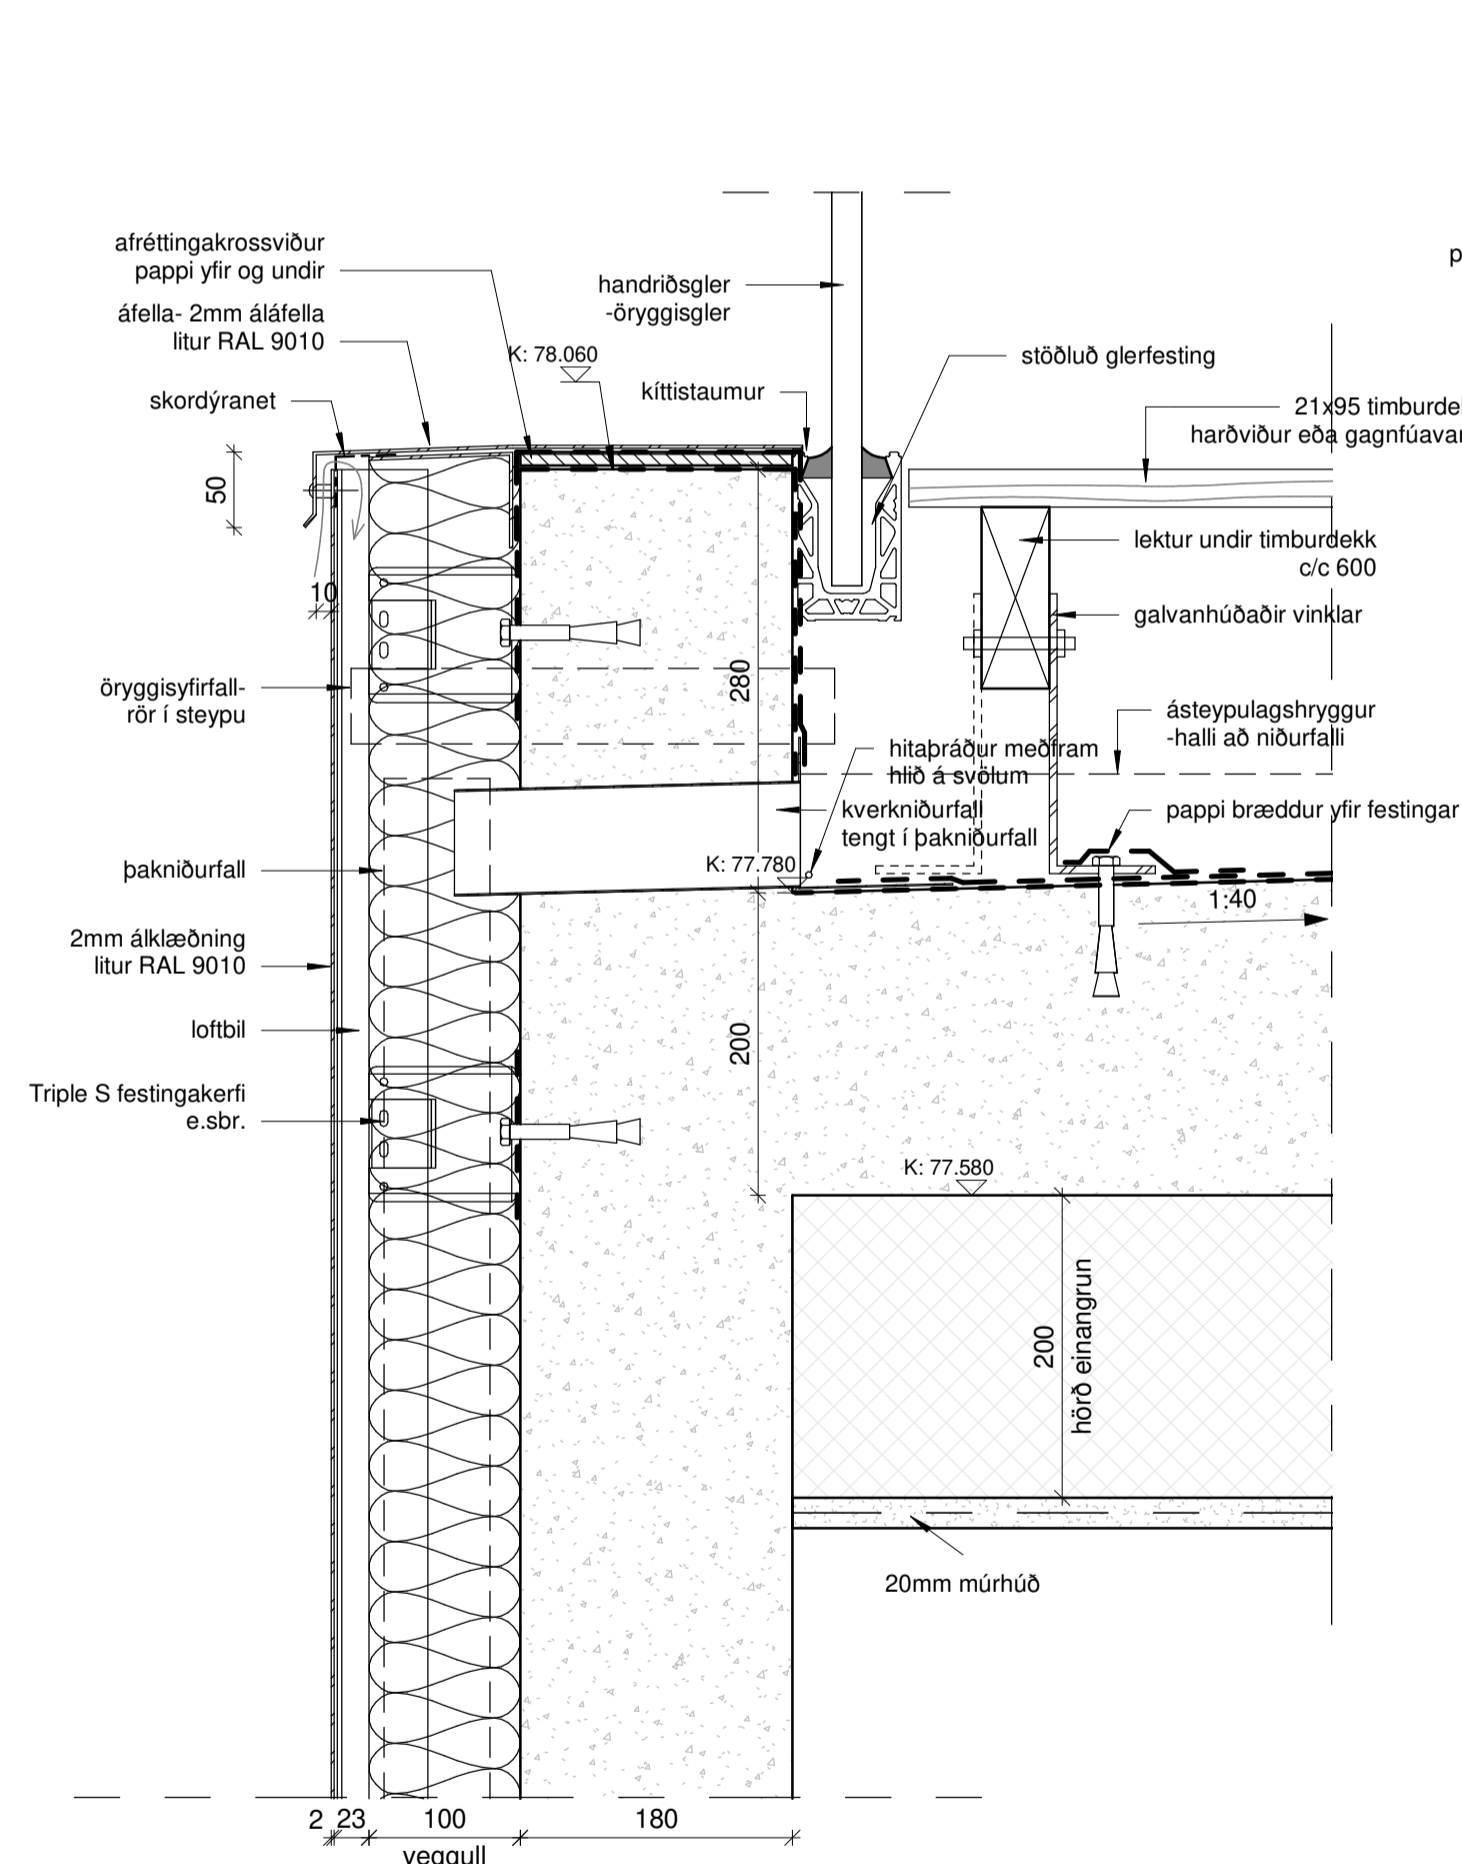 afréttingakrossviður
pappi yfir og undir
áfella- 2mm áláfella
litur RAL 9010
skordýranet
K: 78.060
handriðsgler
-öryggisgler
kíttistaumur
stöðluð glerfesting
p
21x95 timburde
harðviður eða gagnfúava
50
10
lektur undir timburdekk
c/c 600
galvanhúðaðir vinklar
öryggisyfirfall-
rör í steypu
280
ásteypulagshryggur
-halli að niðurfalli
hitaþráður meðfram
hlið á svölum
kverkniðurfall
tengt í þakniðurfall
pappi bræddur yfir festingar
K: 77.780
þakniðurfall
1:40
2mm álklæðning
litur RAL 9010
loftbil
200
Triple S festingakerfi
e.sbr.
K: 77.580
200
hörð einangrun
20mm múrhúð
2 23 100 180
veggull